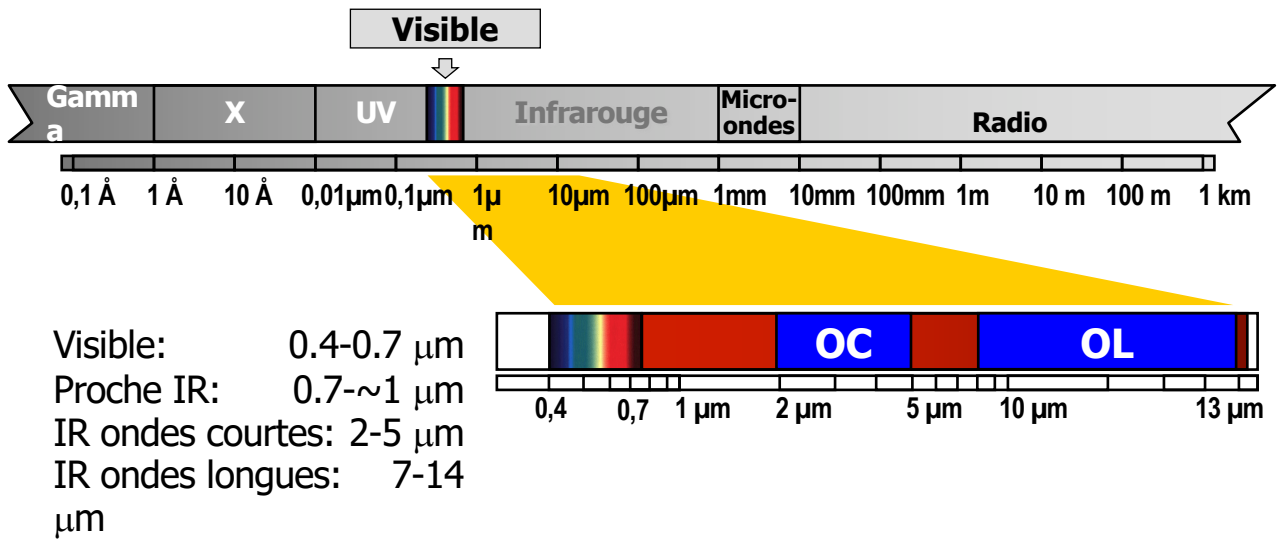 Visible
Gamm
a
X
UV
Infrarouge
Micro-
ondes
Radio
0,1 Å 1 Å 10 Å 0,01µm 0,1µm 1µ
m
10µm 100µm 1mm 10mm 100mm 1m 10 m 100 m 1 km
OC OL
0,4 0,7 1 µm 2 µm 5 µm 10 µm 13 µm
Visible: 0.4-0.7 µm
Proche IR: 0.7-~1 µm
IR ondes courtes: 2-5 µm
IR ondes longues: 7-14
µm